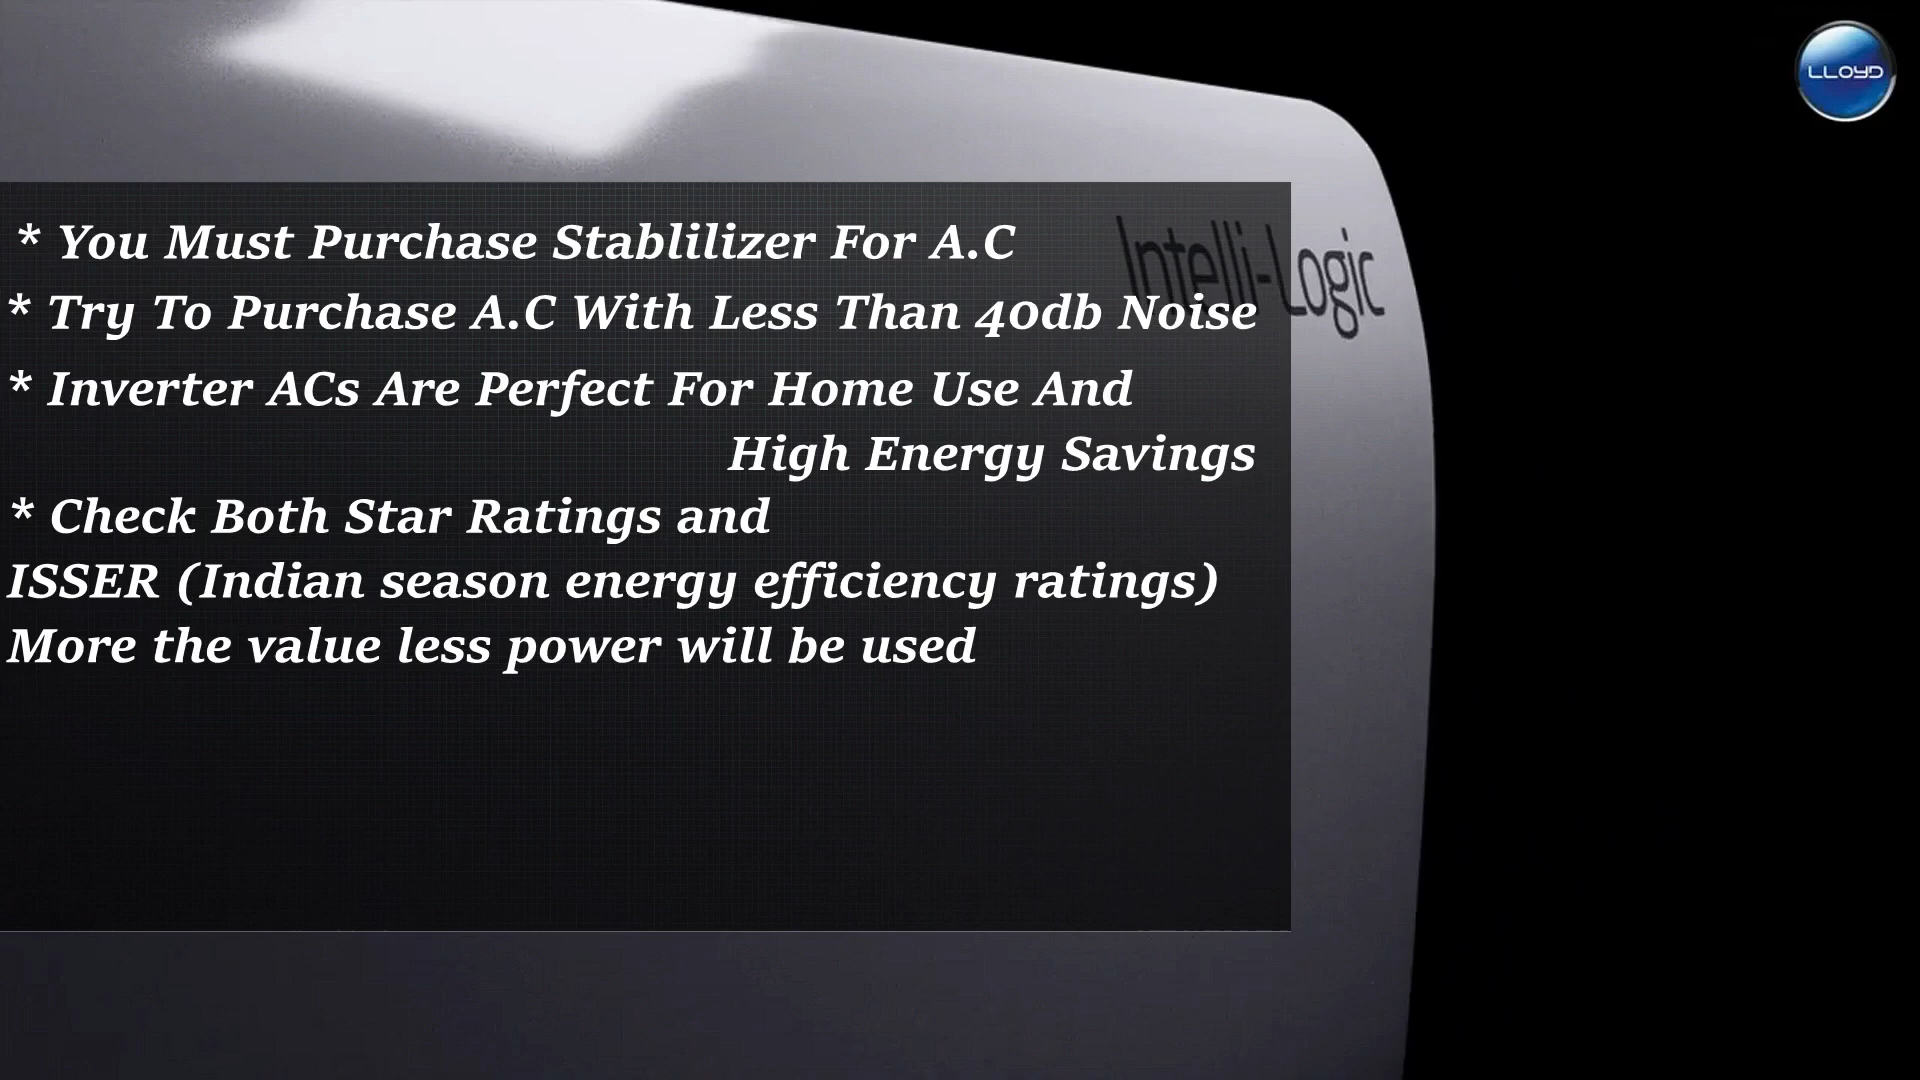 LLOYD
Intelli-Logic
* You Must Purchase Stablilizer For A.C
* Try To Purchase A.C With Less Than 40db Noise
* Inverter ACs Are Perfect For Home Use And
High Energy Savings
* Check Both Star Ratings and
ISSER (Indian season energy efficiency ratings)
More the value less power will be used